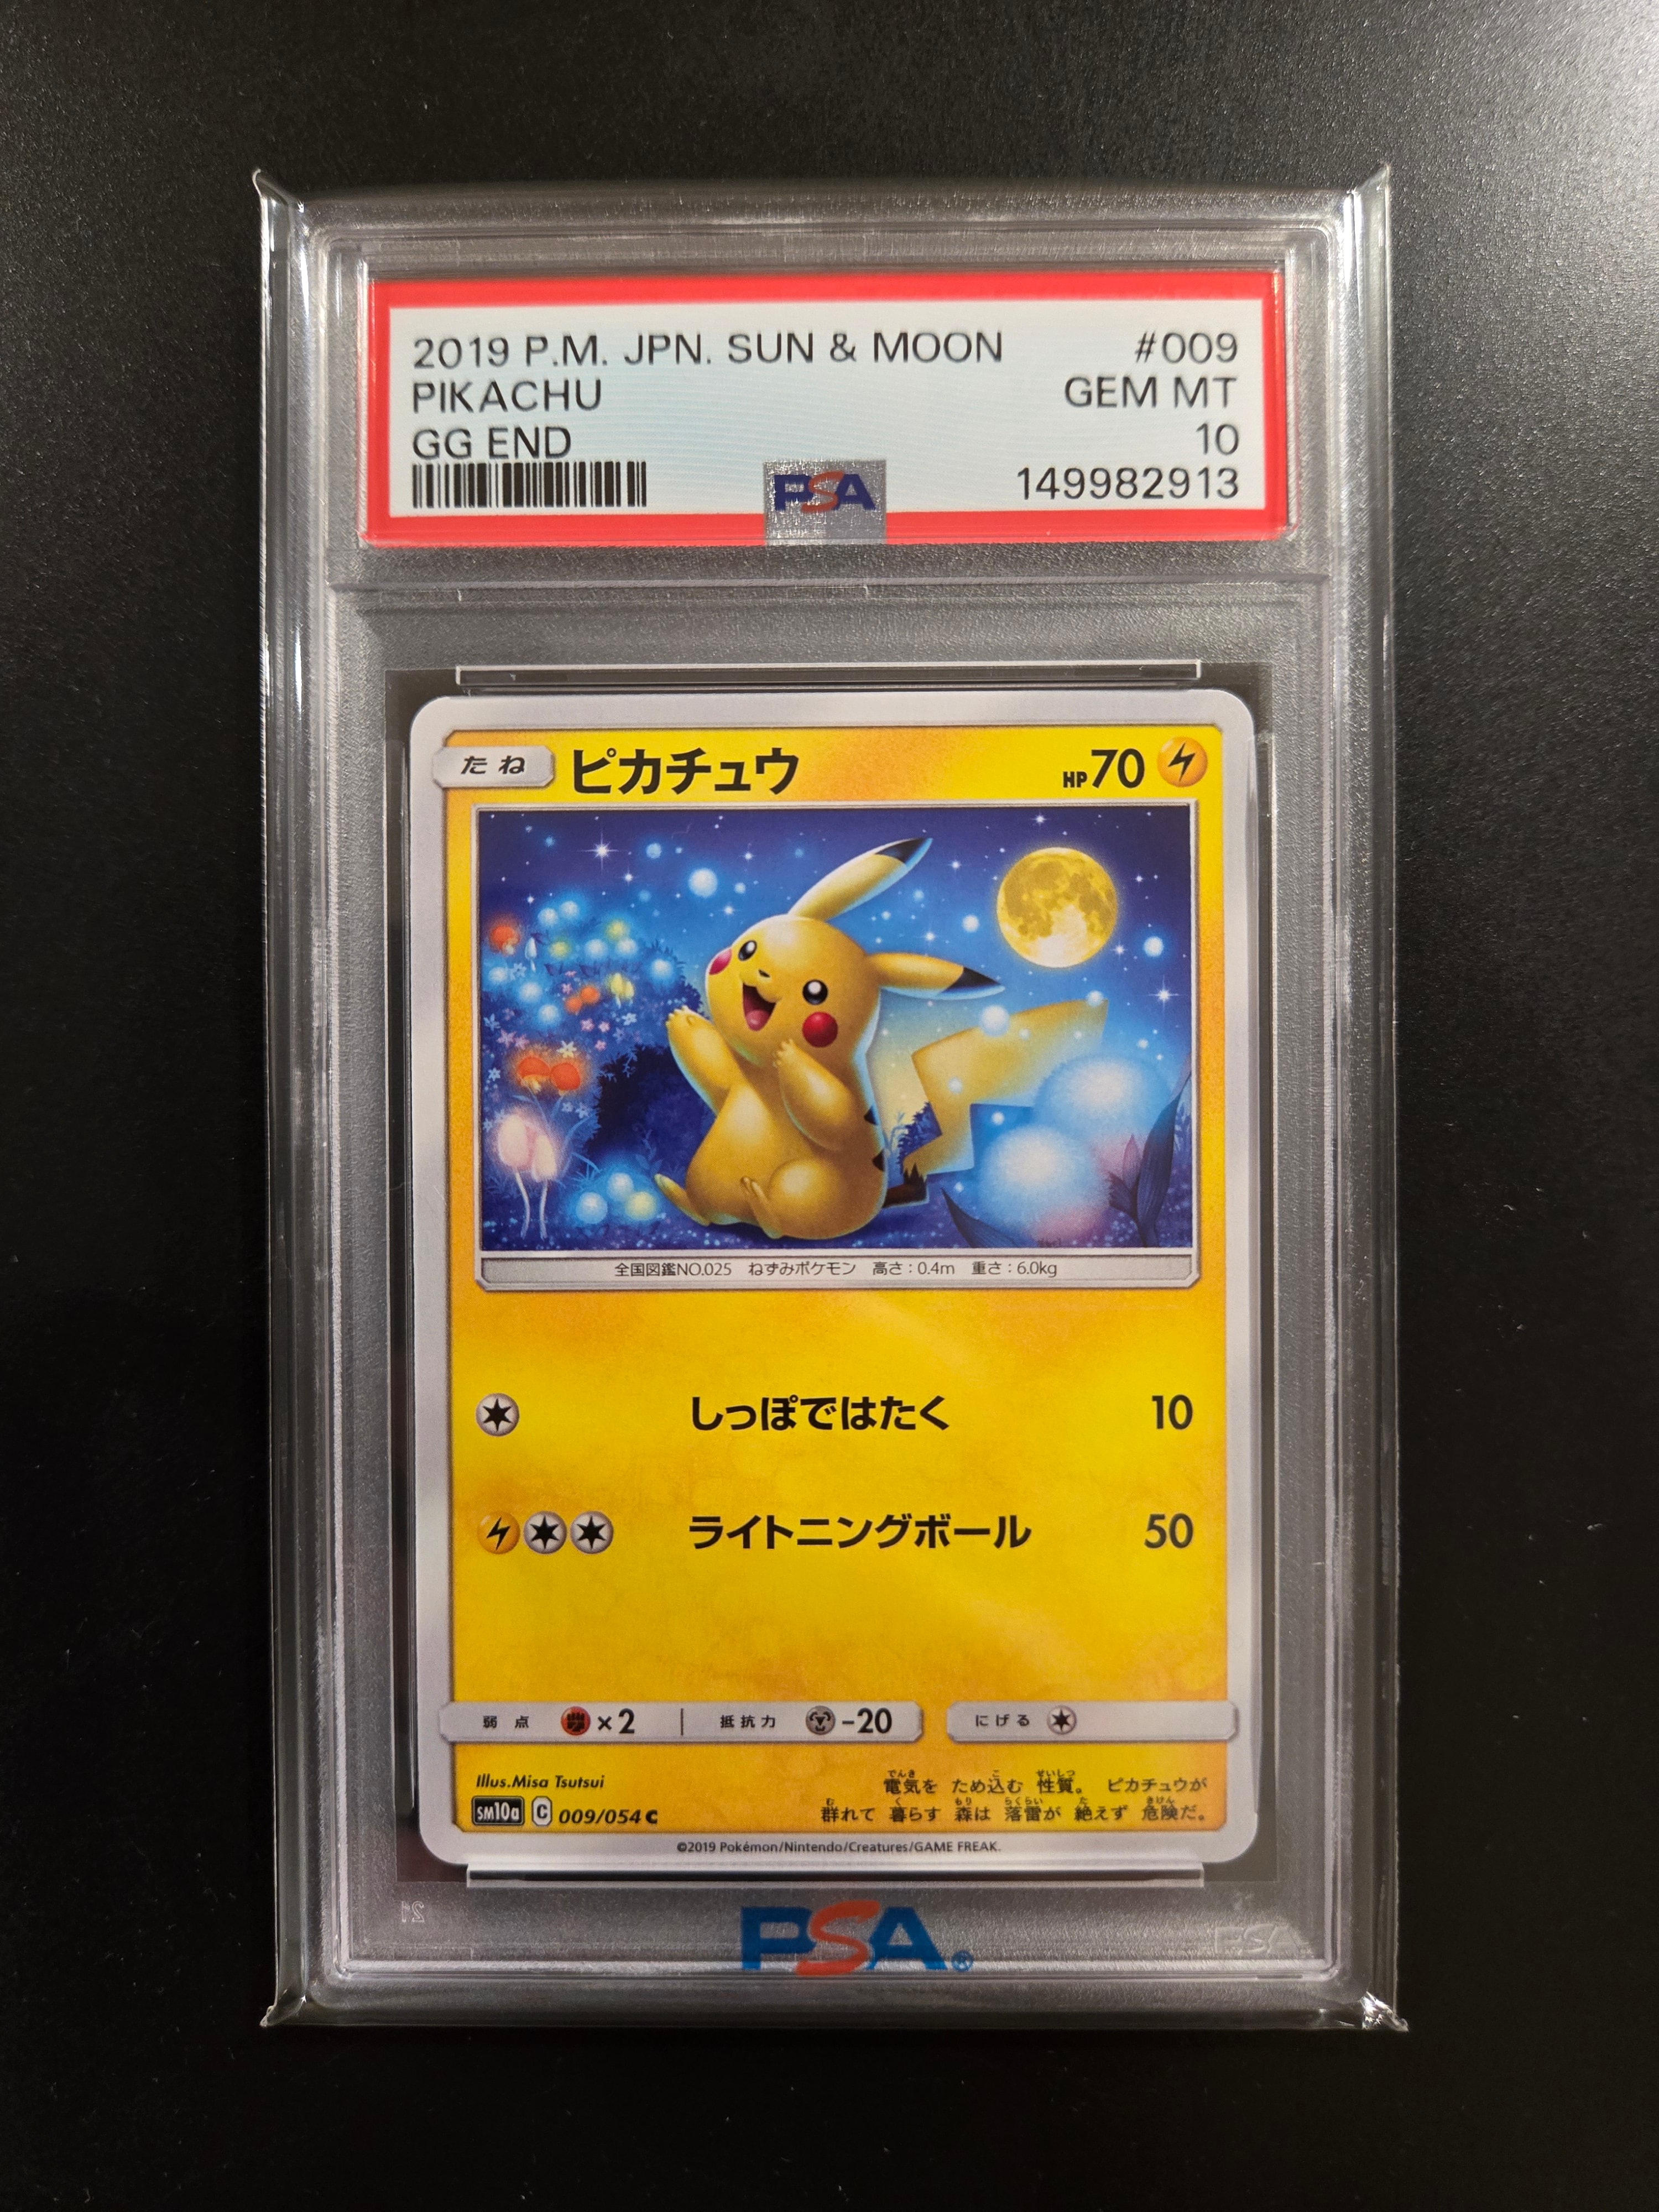 2019 P.M. JPN. SUN & MOON #009
PIKACHU GEM MT
GG END 10
149982913
PSA
たね ピカチュウ HP70
全国図鑑NO.025 ねずみポケモン 高さ:0.4m 重さ:6.0kg
しっぽではたく 10
ライトニングボール 50
弱点 ×2 抵抗力 -20 にげる
Illus.Misa Tsutsui
電気を ため込む 性質。 ピカチュウが
群れて 暮らす 森は 落雷が 絶えず 危険だ。
SM10a C 009/054 C
©2019 Pokémon/Nintendo/Creatures/GAME FREAK.
PSA®